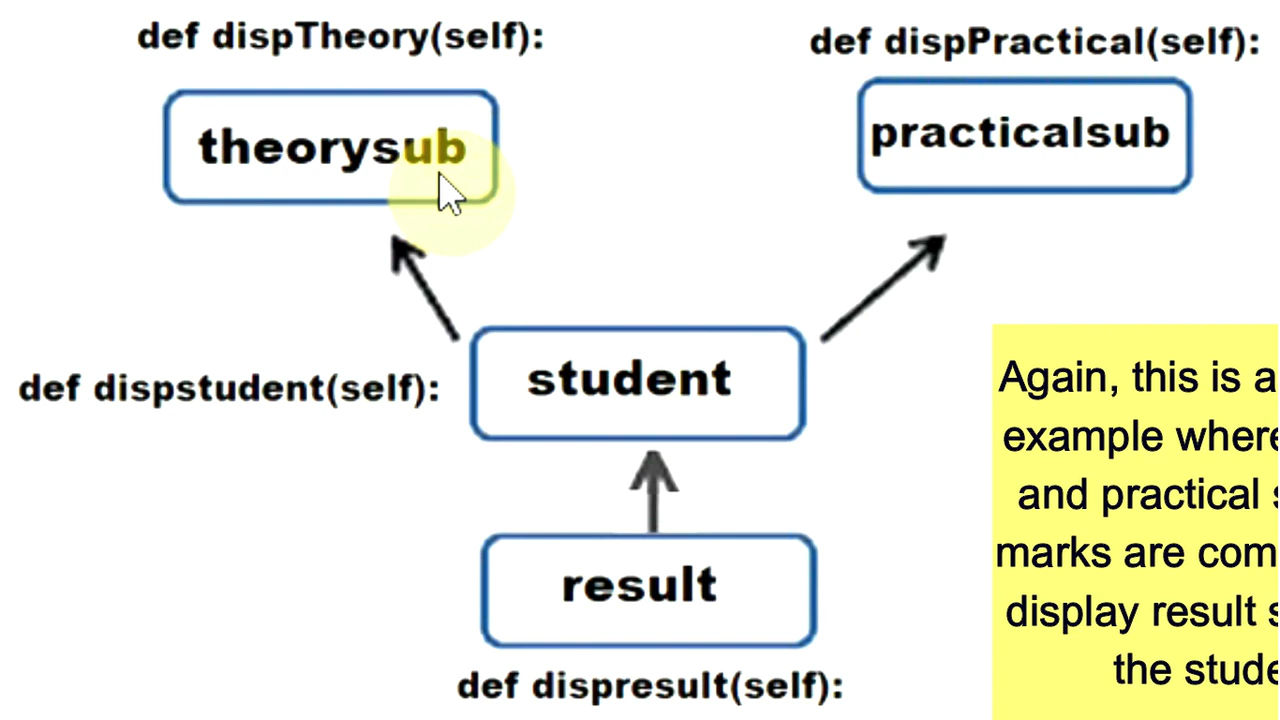 def dispTheory(self):
def dispPractical(self):
theorysub
practicalsub
def dispstudent(self):
student
result
def dispresult(self):
Again, this is a
example where
and practical
marks are com
display result
the stude